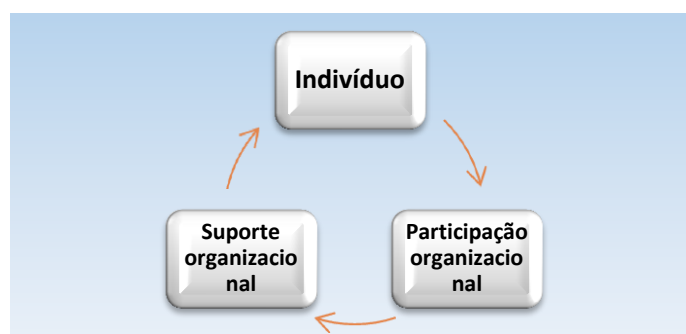 Indivíduo
Suporte
organizacio
nal
Participação
organizacio
nal